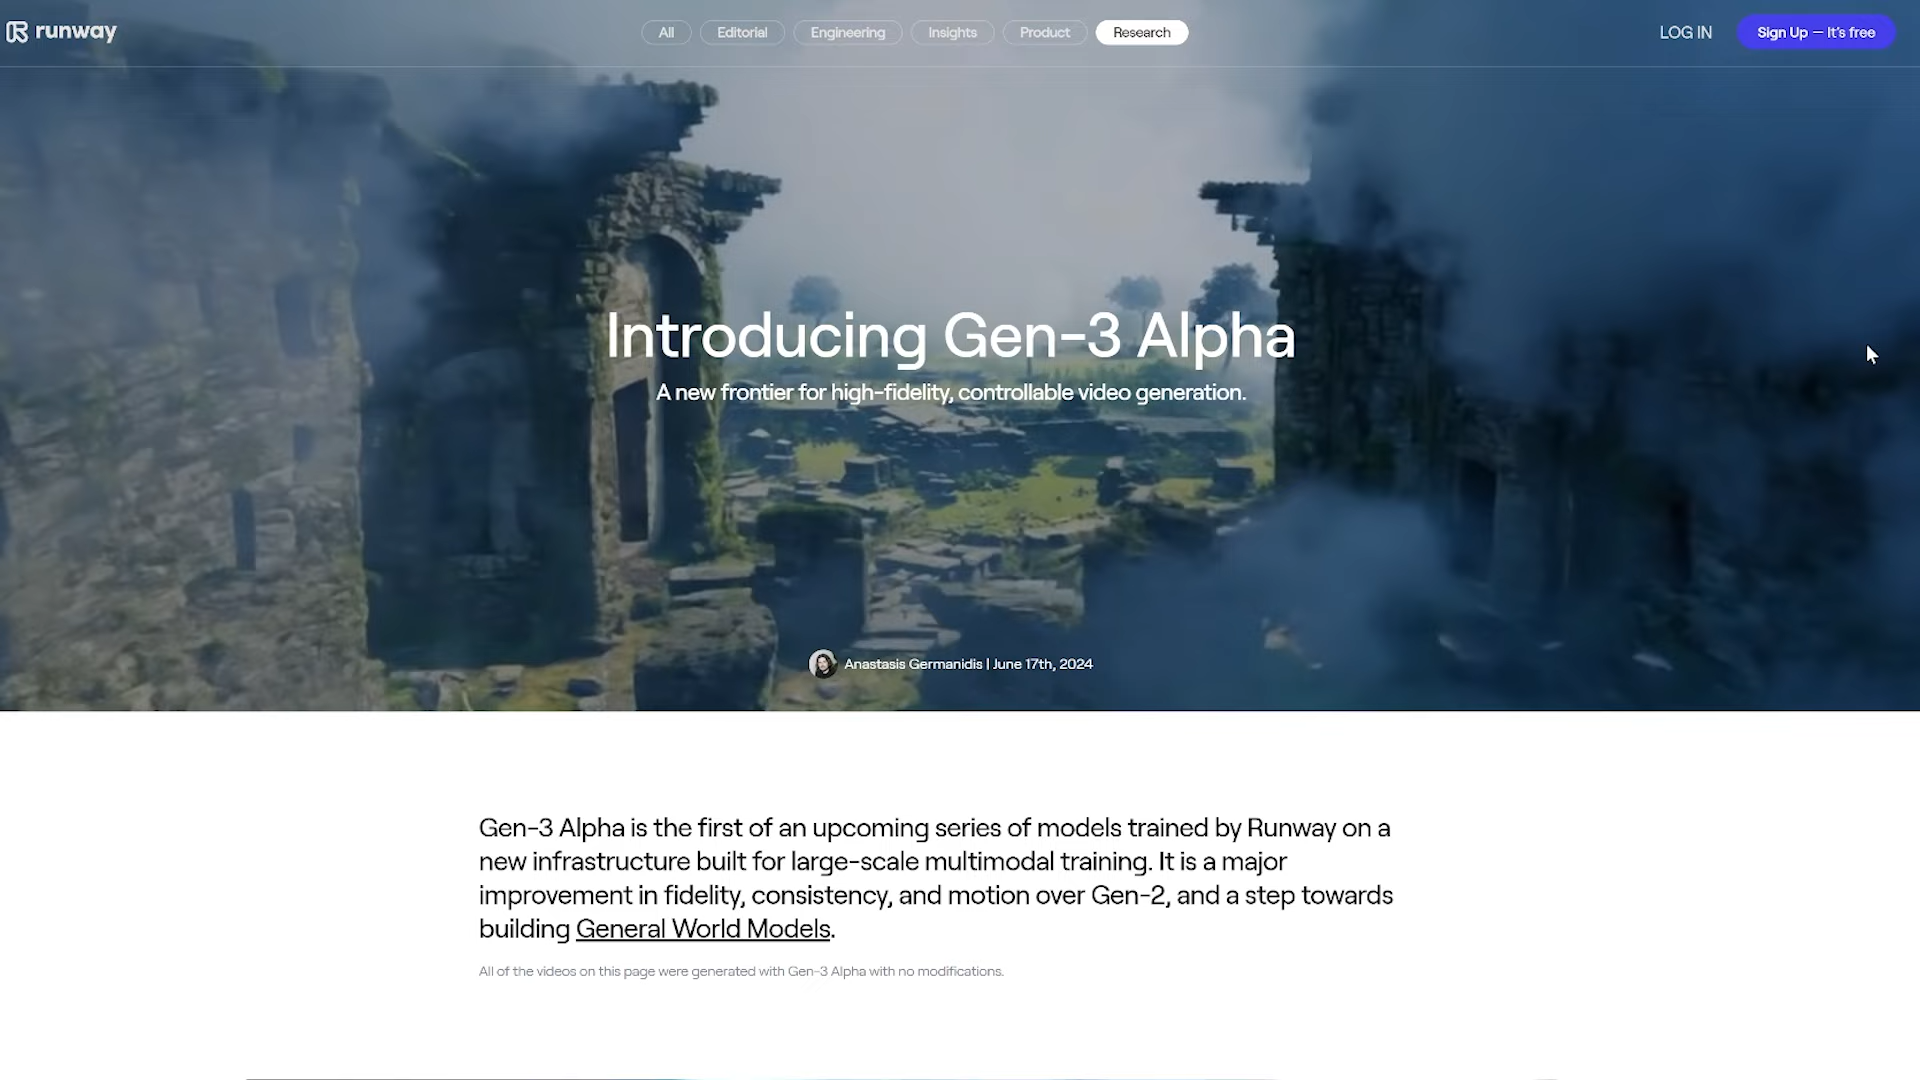 runway
All
Editorial
Engineering
Insights
Product
Research
LOG IN
Sign Up — It's free
Introducing Gen-3 Alpha
A new frontier for high-fidelity, controllable video generation.
Anastasis Germanidis | June 17th, 2024
Gen-3 Alpha is the first of an upcoming series of models trained by Runway on a
new infrastructure built for large-scale multimodal training. It is a major
improvement in fidelity, consistency, and motion over Gen-2, and a step towards
building General World Models.
All of the videos on this page were generated with Gen-3 Alpha with no modifications.